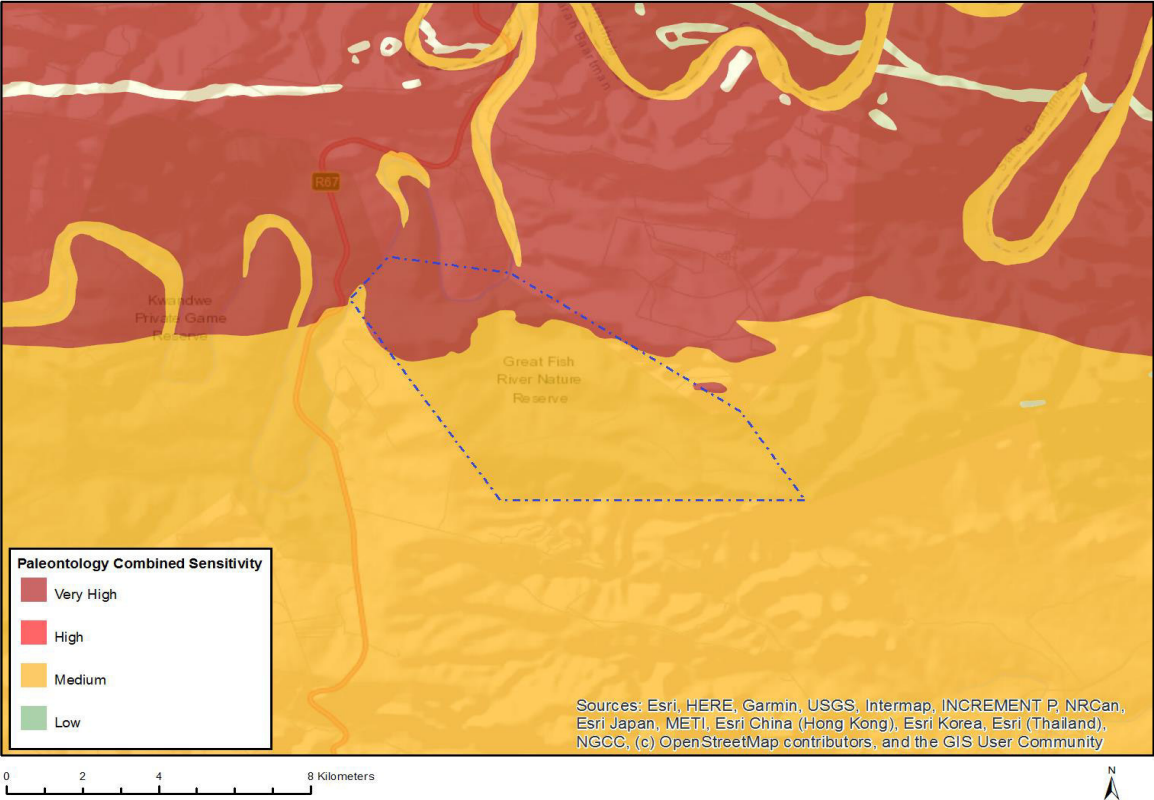 R67
Sarah Baartman
Kwandwe
Private Game
Reserve
Great Fish
River Nature
Reserve
Paleontology Combined Sensitivity
Very High
High
Medium
Low
Sources: Esri, HERE, Garmin, USGS, Intermap, INCREMENT P, NRCan,
Esri Japan, METI, Esri China (Hong Kong), Esri Korea, Esri (Thailand),
NGCC, (c) OpenStreetMap contributors, and the GIS User Community
0 2 4 8 Kilometers
N